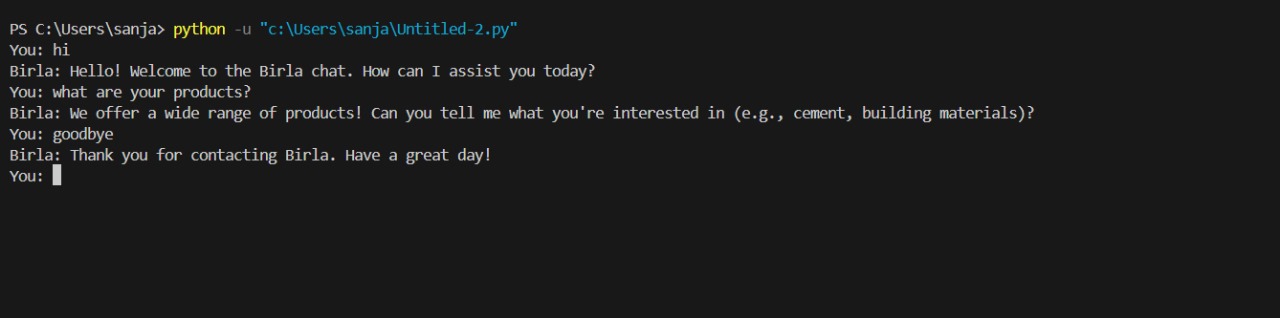 PS C:\Users\sanja> python -u "c:\Users\sanja\Untitled-2.py"
You: hi
Birla: Hello! Welcome to the Birla chat. How can I assist you today?
You: what are your products?
Birla: We offer a wide range of products! Can you tell me what you're interested in (e.g., cement, building materials)?
You: goodbye
Birla: Thank you for contacting Birla. Have a great day!
You: